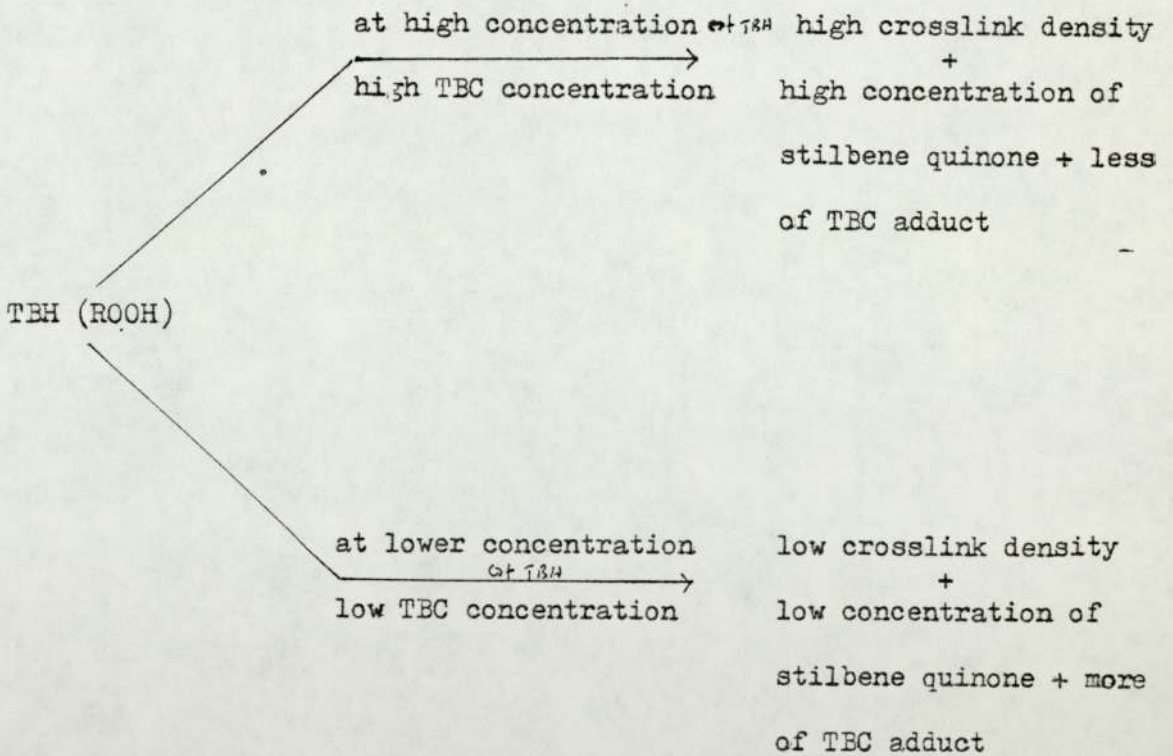 at high concentration of TBH high crosslink density
+
high TBC concentration high concentration of
stilbene quinone + less
of TBC adduct
TBH (ROOH)
at lower concentration low crosslink density
of TBH +
low TBC concentration low concentration of
stilbene quinone + more
of TBC adduct